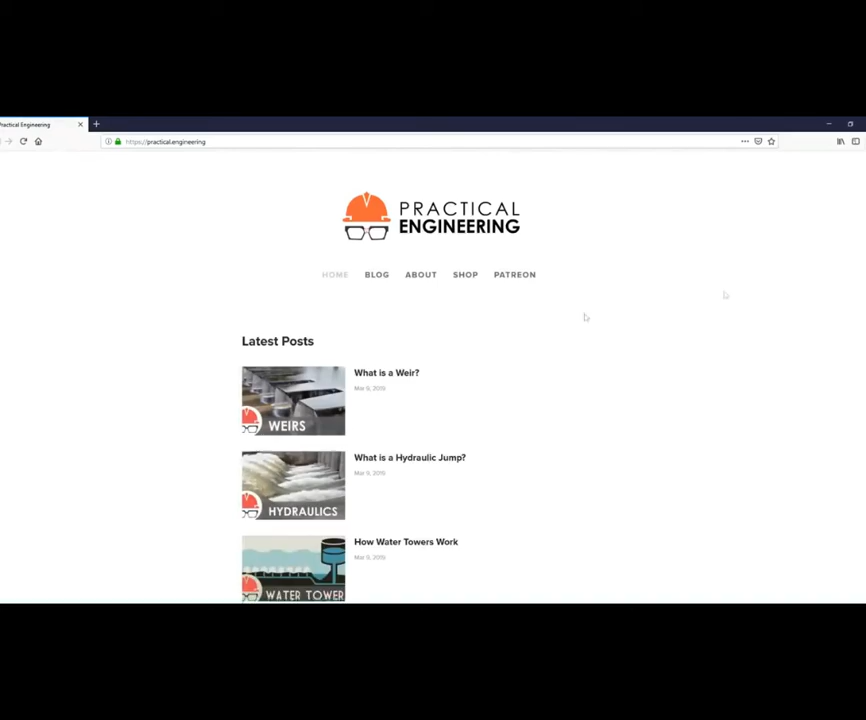 Practical Engineering
https://practical.engineering
PRACTICAL
ENGINEERING
HOME BLOG ABOUT SHOP PATREON
Latest Posts
What is a Weir?
WEIRS
What is a Hydraulic Jump?
HYDRAULICS
How Water Towers Work
WATER TOWER